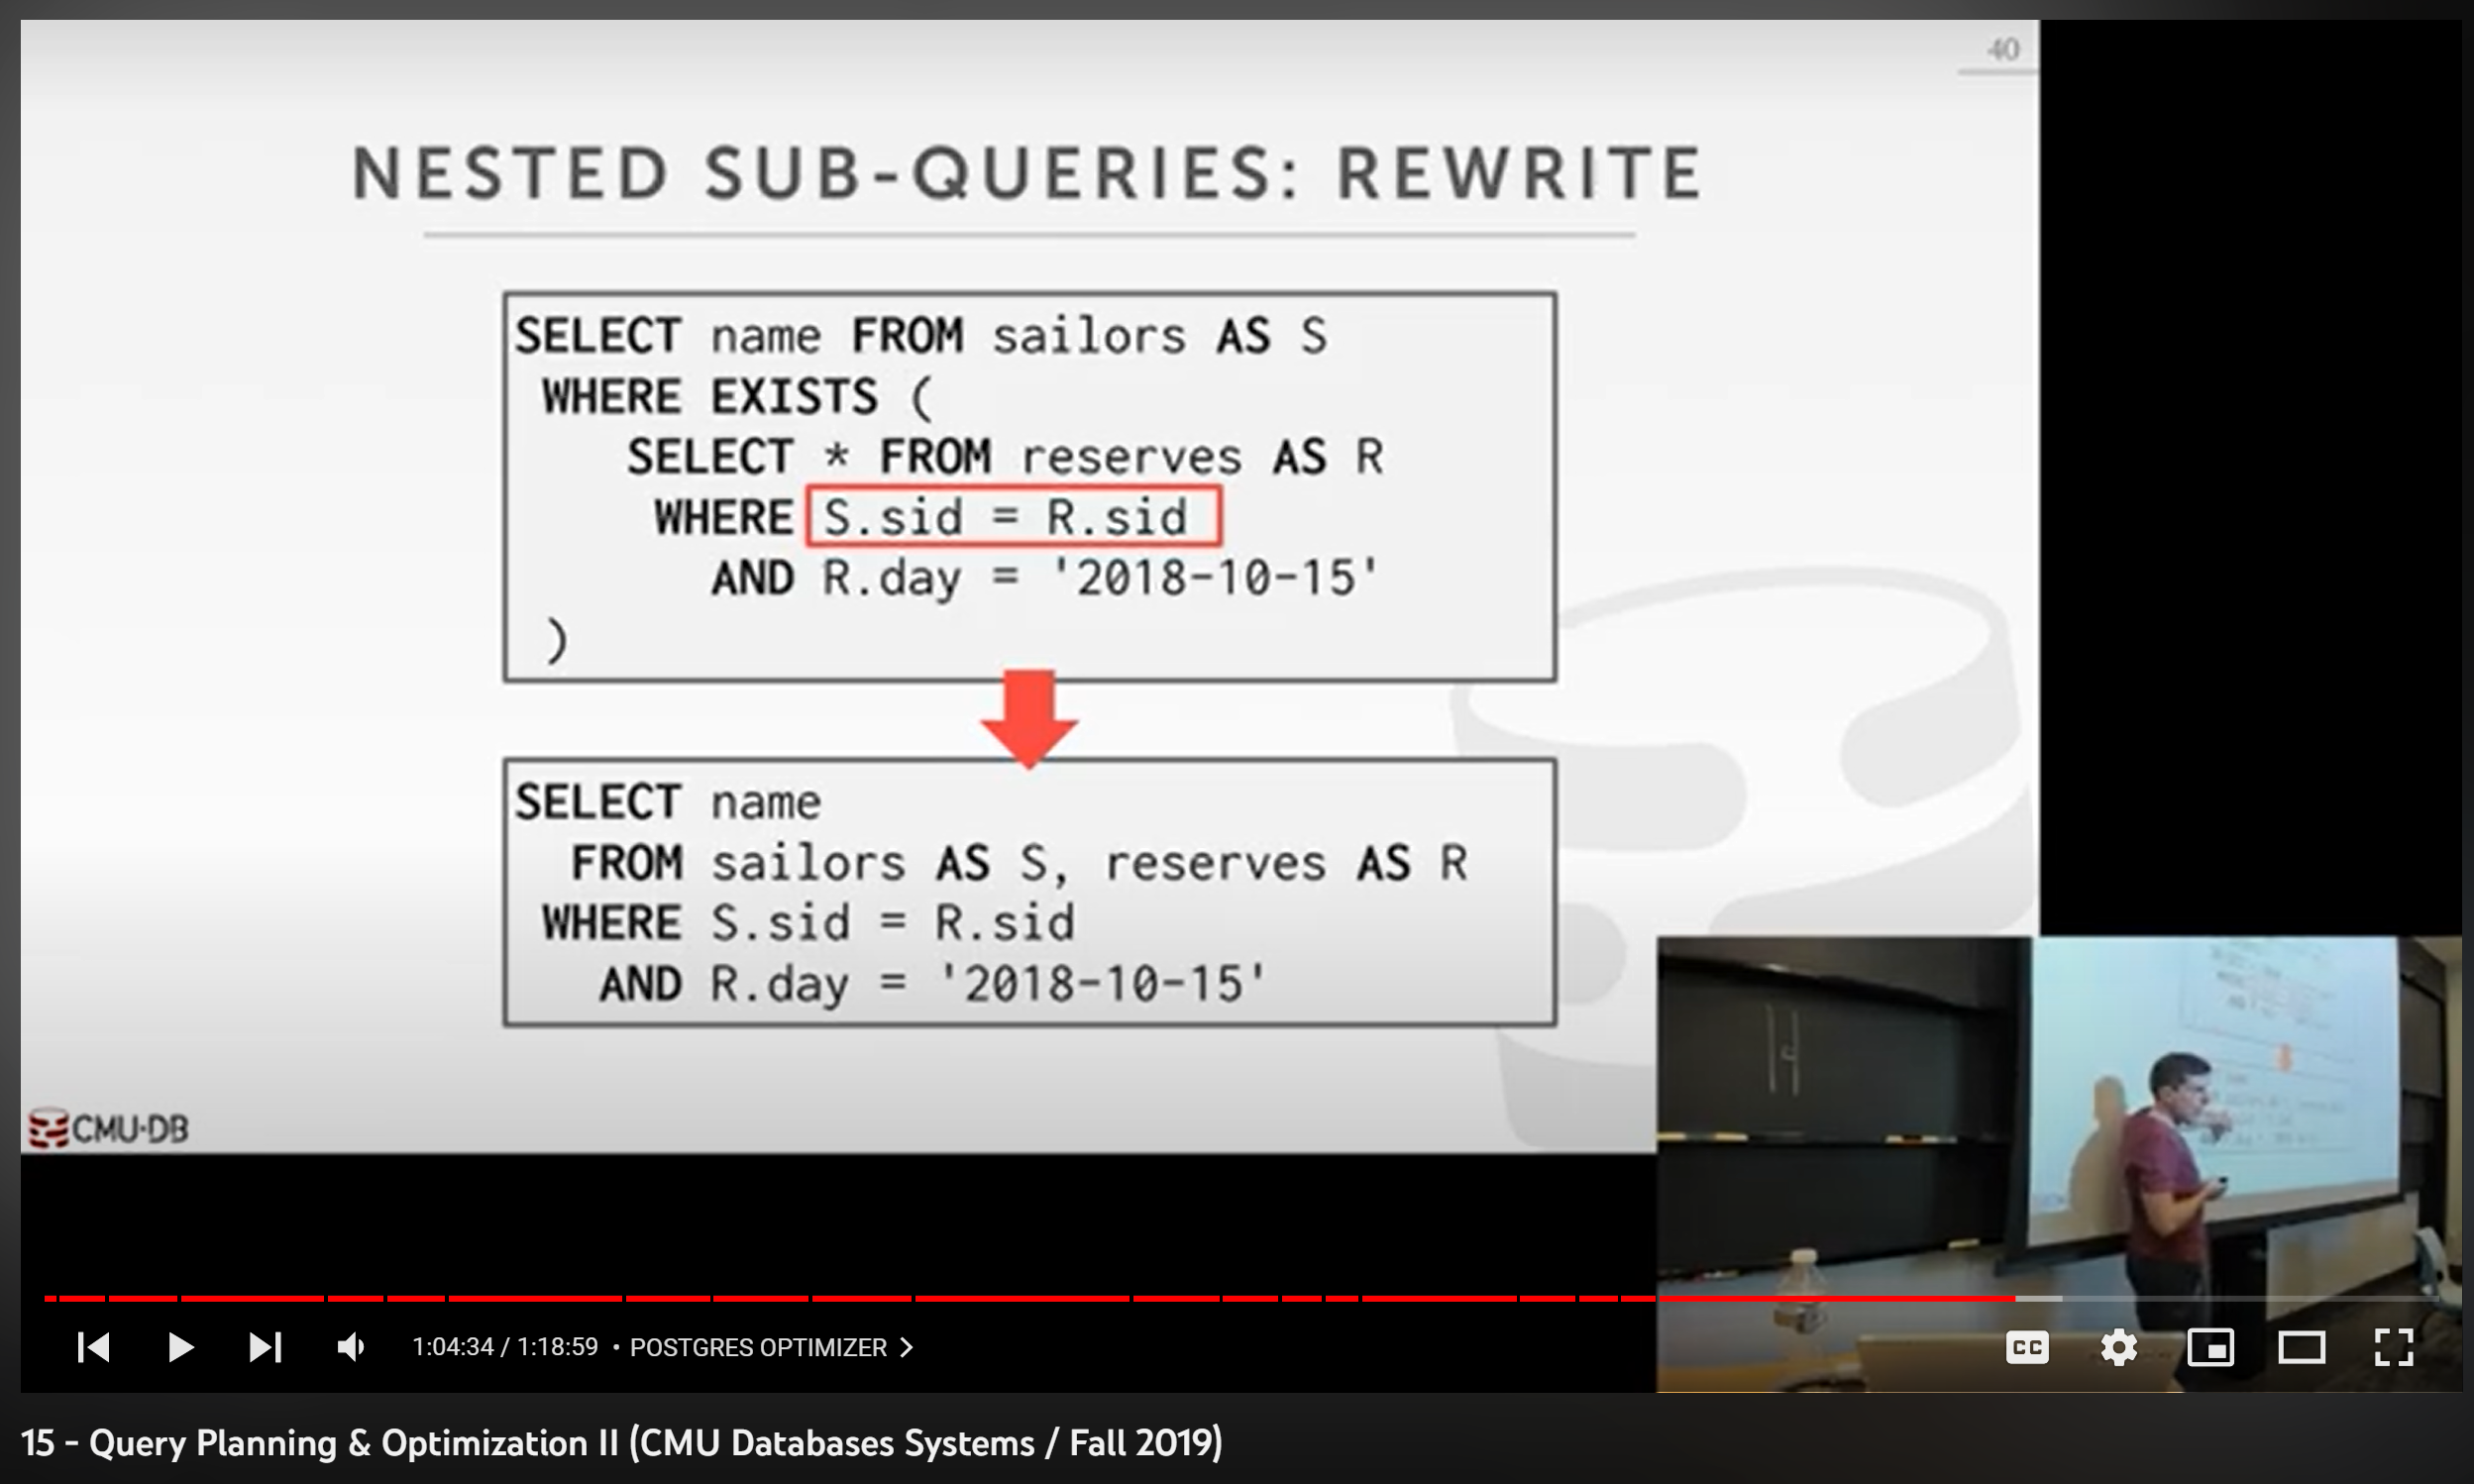 40
NESTED SUB-QUERIES: REWRITE
SELECT name FROM sailors AS S
WHERE EXISTS (
SELECT * FROM reserves AS R
WHERE S.sid = R.sid
AND R.day = '2018-10-15'
)
SELECT name
FROM sailors AS S, reserves AS R
WHERE S.sid = R.sid
AND R.day = '2018-10-15'
CMU·DB
1:04:34 / 1:18:59 • POSTGRES OPTIMIZER >
CC
15 - Query Planning & Optimization II (CMU Databases Systems / Fall 2019)